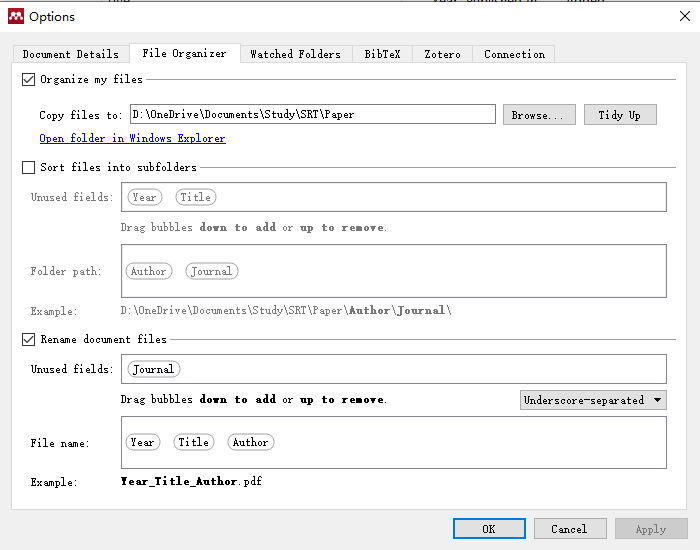 Options
Document Details File Organizer Watched Folders BibTeX Zotero Connection
Organize my files
Copy files to: D:\OneDrive\Documents\Study\SRT\Paper Browse... Tidy Up
Open folder in Windows Explorer
Sort files into subfolders
Unused fields: Year Title
Drag bubbles down to add or up to remove.
Folder path: Author Journal
Example: D:\OneDrive\Documents\Study\SRT\Paper\Author\Journal\
Rename document files
Unused fields: Journal
Drag bubbles down to add or up to remove. Underscore-separated
File name: Year Title Author
Example: Year_Title_Author.pdf
OK Cancel Apply